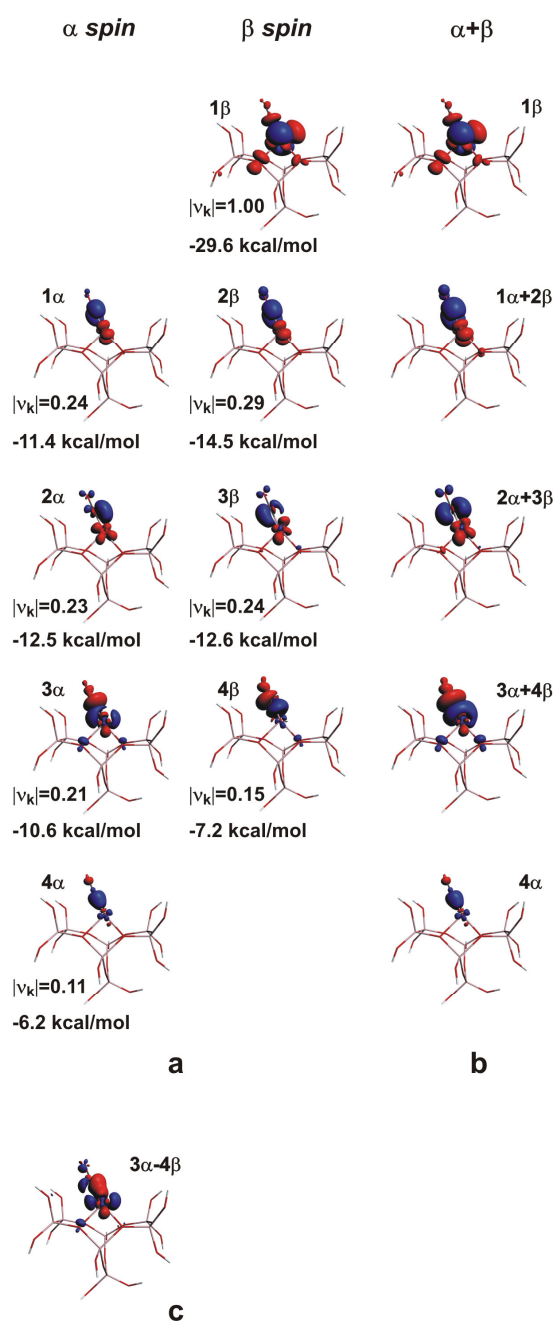 α spin
β spin
α+β
1β
1β
|νk|=1.00
-29.6 kcal/mol
1α
2β
1α+2β
|νk|=0.24
|νk|=0.29
-11.4 kcal/mol
-14.5 kcal/mol
2α
3β
2α+3β
|νk|=0.23
|νk|=0.24
-12.5 kcal/mol
-12.6 kcal/mol
3α
4β
3α+4β
|νk|=0.21
|νk|=0.15
-10.6 kcal/mol
-7.2 kcal/mol
4α
4α
|νk|=0.11
-6.2 kcal/mol
a
b
3α-4β
c